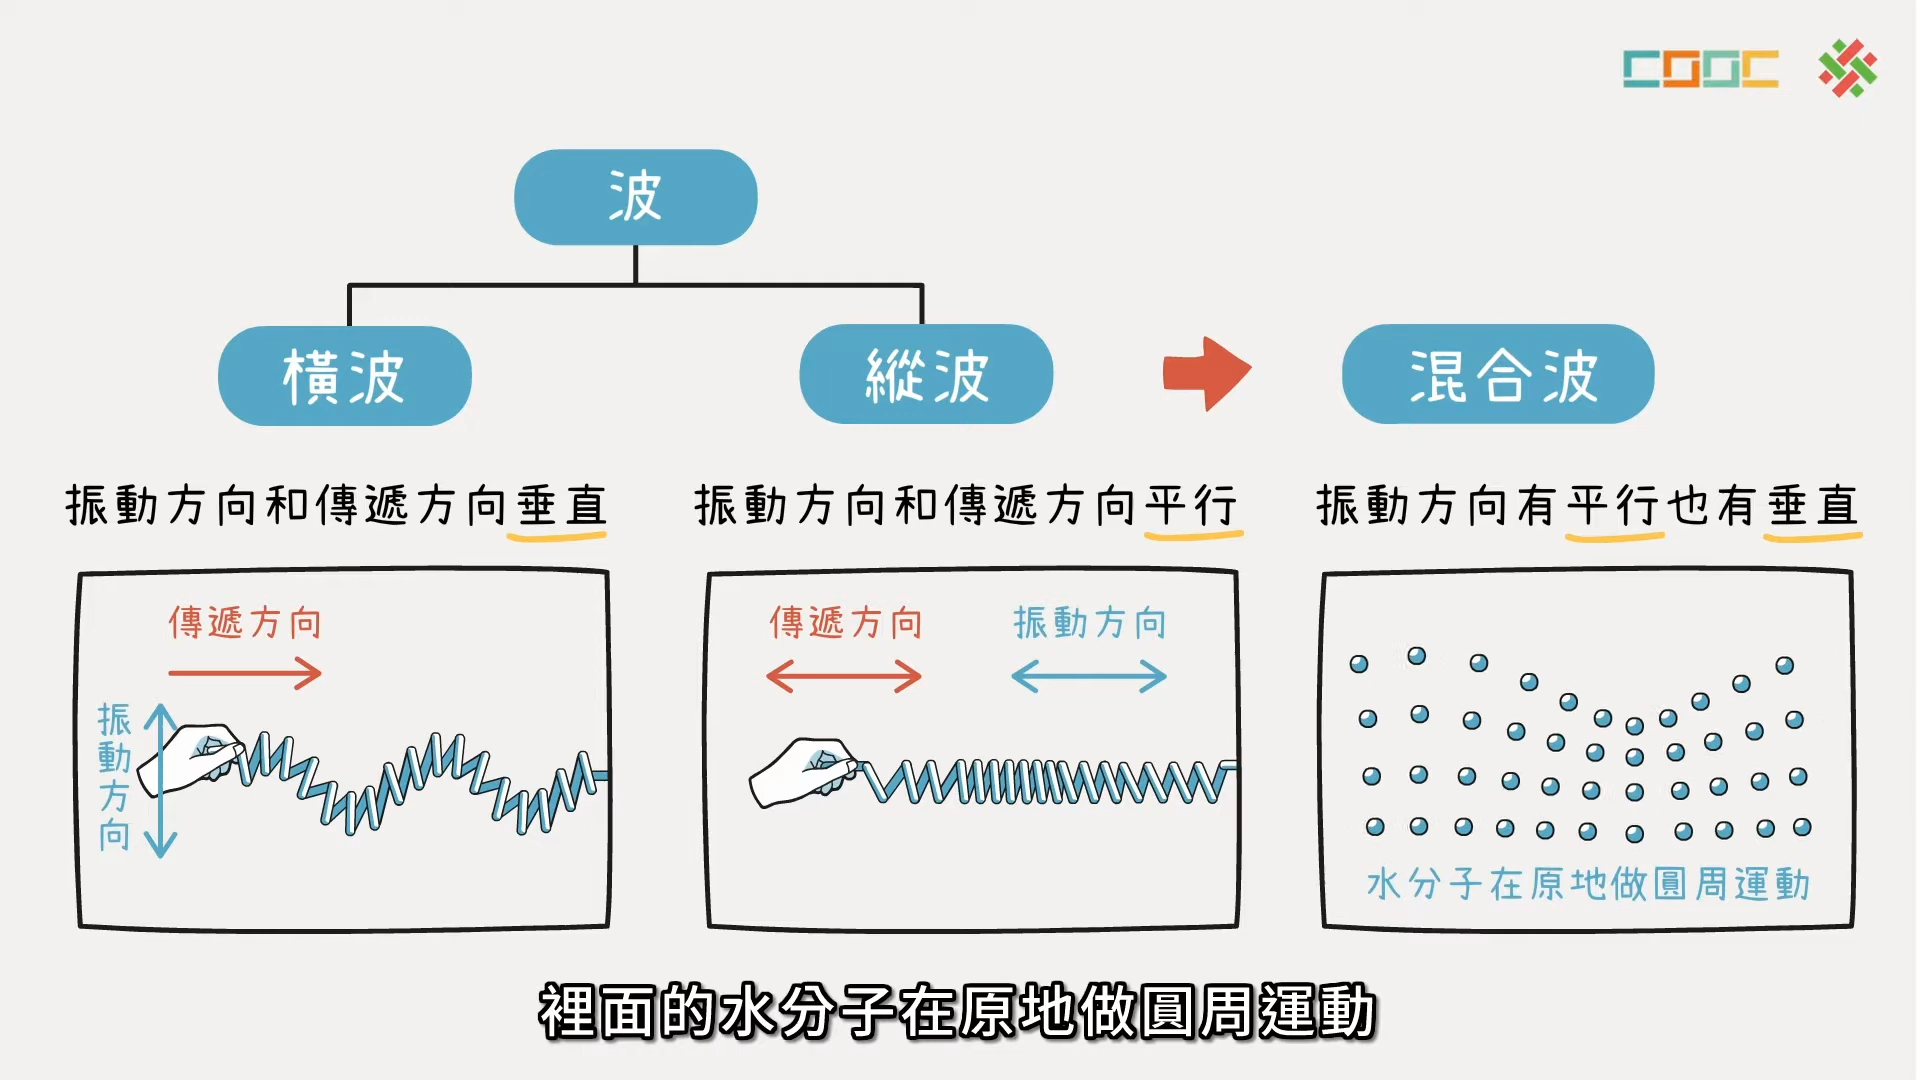 COOC
波
橫波
縱波
混合波
振動方向和傳遞方向垂直
振動方向和傳遞方向平行
振動方向有平行也有垂直
傳遞方向
振動方向
傳遞方向
振動方向
水分子在原地做圓周運動
裡面的水分子在原地做圓周運動